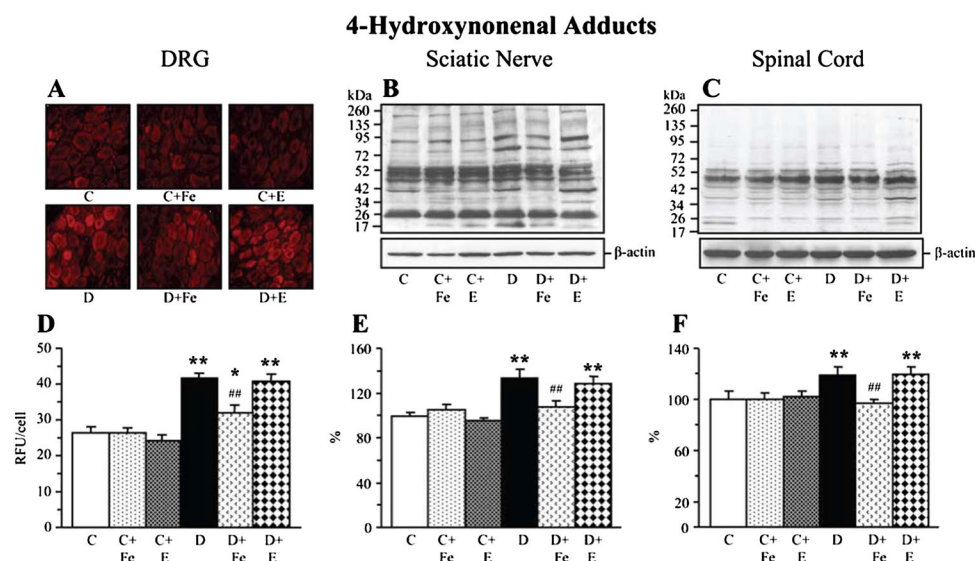 4-Hydroxynonenal Adducts
DRG
Sciatic Nerve
Spinal Cord
A
C
C+Fe
C+E
D
D+Fe
D+E
B
kDa
260
135
95
72
52
42
34
26
17
β-actin
C
C+
Fe
C+
E
D
D+
Fe
D+
E
C
kDa
260
135
95
72
52
42
34
26
17
β-actin
C
C+
Fe
C+
E
D
D+
Fe
D+
E
D
RFU/cell
50
40
30
20
10
0
**
*
##
**
C
C+
Fe
C+
E
D
D+
Fe
D+
E
E
%
160
120
80
40
0
**
##
**
C
C+
Fe
C+
E
D
D+
Fe
D+
E
F
%
140
120
100
80
60
40
20
0
**
##
**
C
C+
Fe
C+
E
D
D+
Fe
D+
E